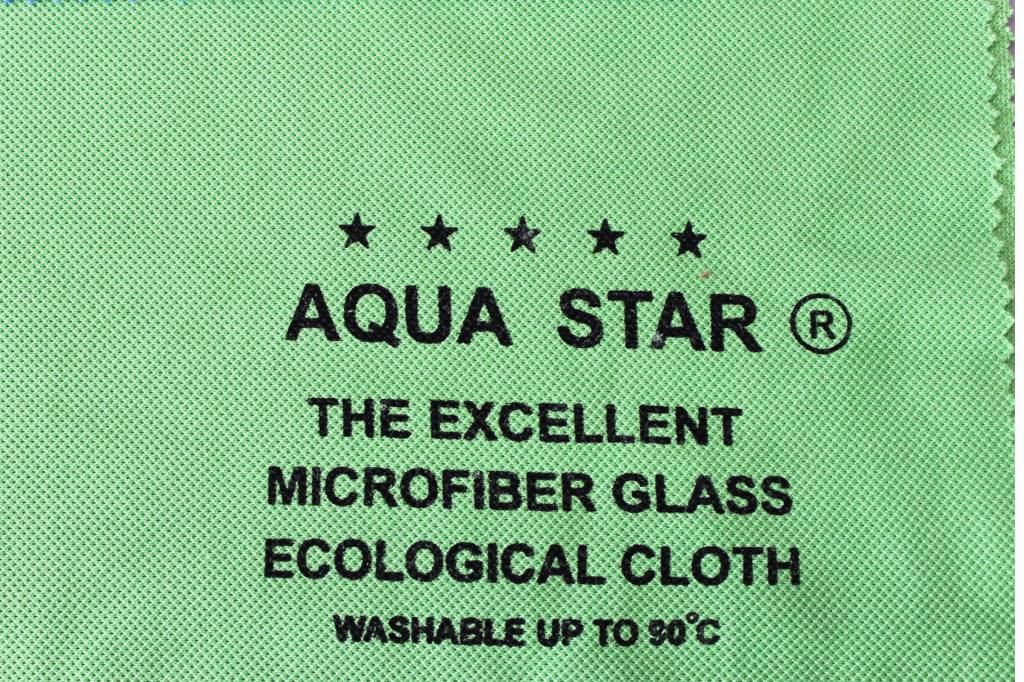 ★ ★ ★ ★ ★
AQUA STAR ®
THE EXCELLENT
MICROFIBER GLASS
ECOLOGICAL CLOTH
WASHABLE UP TO 90°C